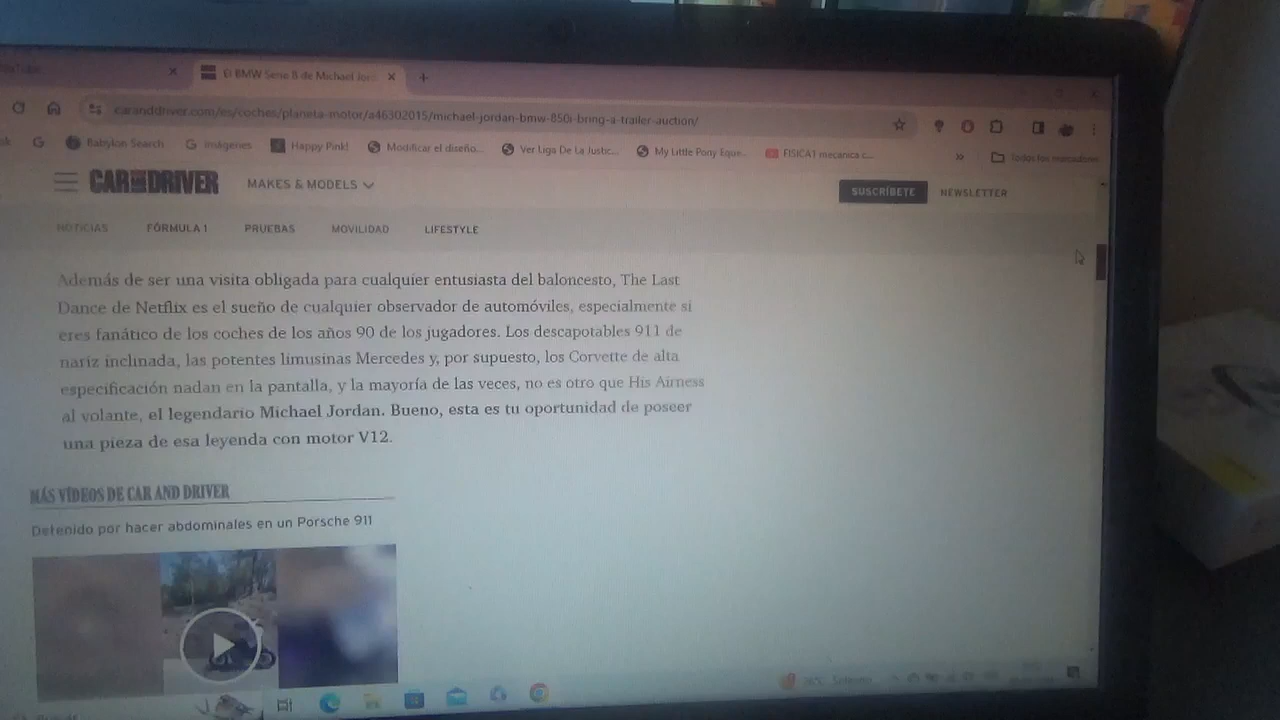 El BMW Serie 8 de Michael Jor
caranddriver.com/es/coches/planeta-motor/a46302015/michael-jordan-bmw-850i-bring-a-trailer-auction/
Babylon Search
Imágenes
Happy Pink!
Modificar el diseño...
Ver Liga De La Justic...
My Little Pony Eque...
FISICA1 mecanica c...
»
Todos los marcadores
CAR AND DRIVER
MAKES & MODELS
SUSCRÍBETE
NEWSLETTER
NOTICIAS
FÓRMULA 1
PRUEBAS
MOVILIDAD
LIFESTYLE
Además de ser una visita obligada para cualquier entusiasta del baloncesto, The Last
Dance de Netflix es el sueño de cualquier observador de automóviles, especialmente si
eres fanático de los coches de los años 90 de los jugadores. Los descapotables 911 de
nariz inclinada, las potentes limusinas Mercedes y, por supuesto, los Corvette de alta
especificación nadan en la pantalla, y la mayoría de las veces, no es otro que His Airness
al volante, el legendario Michael Jordan. Bueno, esta es tu oportunidad de poseer
una pieza de esa leyenda con motor V12.
MÁS VÍDEOS DE CAR AND DRIVER
Detenido por hacer abdominales en un Porsche 911